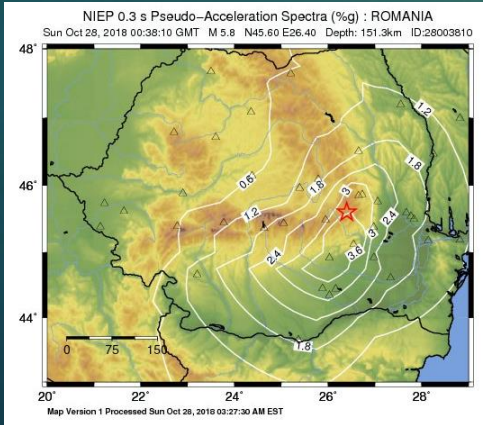 NIEP 0.3 s Pseudo-Acceleration Spectra (%g) : ROMANIA
Sun Oct 28, 2018 00:38:10 GMT M 5.8 N45.60 E26.40 Depth: 151.3km ID:28003810
48°
1.2
0.6
1.8
1.8
3
46°
1.2
2.4
3
2.4
3.6
44°
0 75 150
1.8
20° 22° 24° 26° 28°
Map Version 1 Processed Sun Oct 28, 2018 03:27:30 AM EST